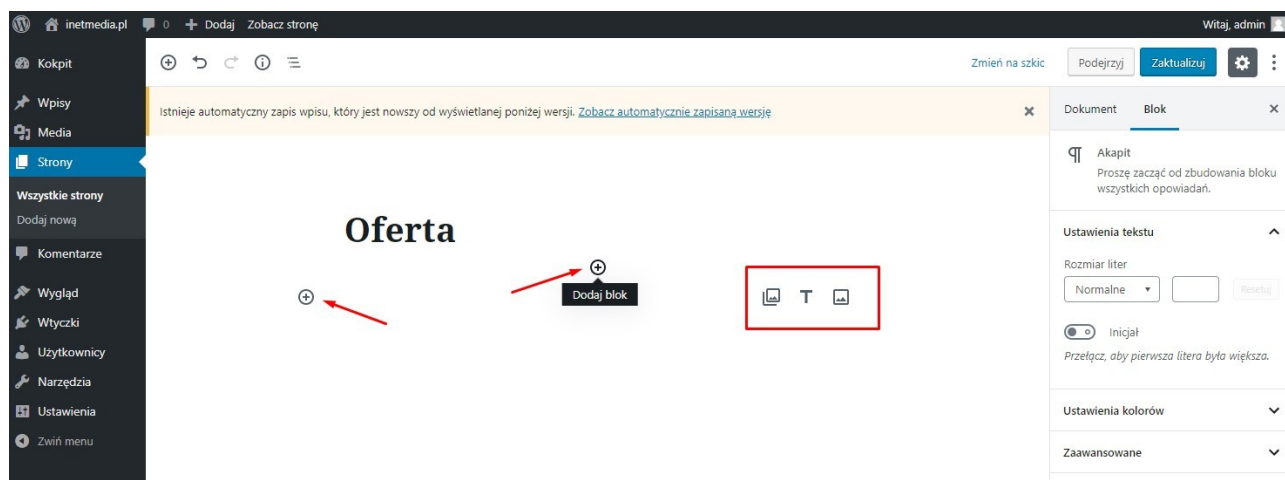 inetmedia.pl 0 Dodaj Zobacz stronę Witaj, admin
Kokpit
Wpisy
Media
Strony
Wszystkie strony
Dodaj nową
Komentarze
Wygląd
Wtyczki
Użytkownicy
Narzędzia
Ustawienia
Zwiń menu
Zmień na szkic Podejrzyj Zaktualizuj
Istnieje automatyczny zapis wpisu, który jest nowszy od wyświetlanej poniżej wersji. Zobacz automatycznie zapisaną wersję
Oferta
Dodaj blok
T
Dokument Blok
Akapit
Proszę zacząć od zbudowania bloku
wszystkich opowiadań.
Ustawienia tekstu
Rozmiar liter
Normalne Resetuj
Inicjał
Przełącz, aby pierwsza litera była większa.
Ustawienia kolorów
Zaawansowane